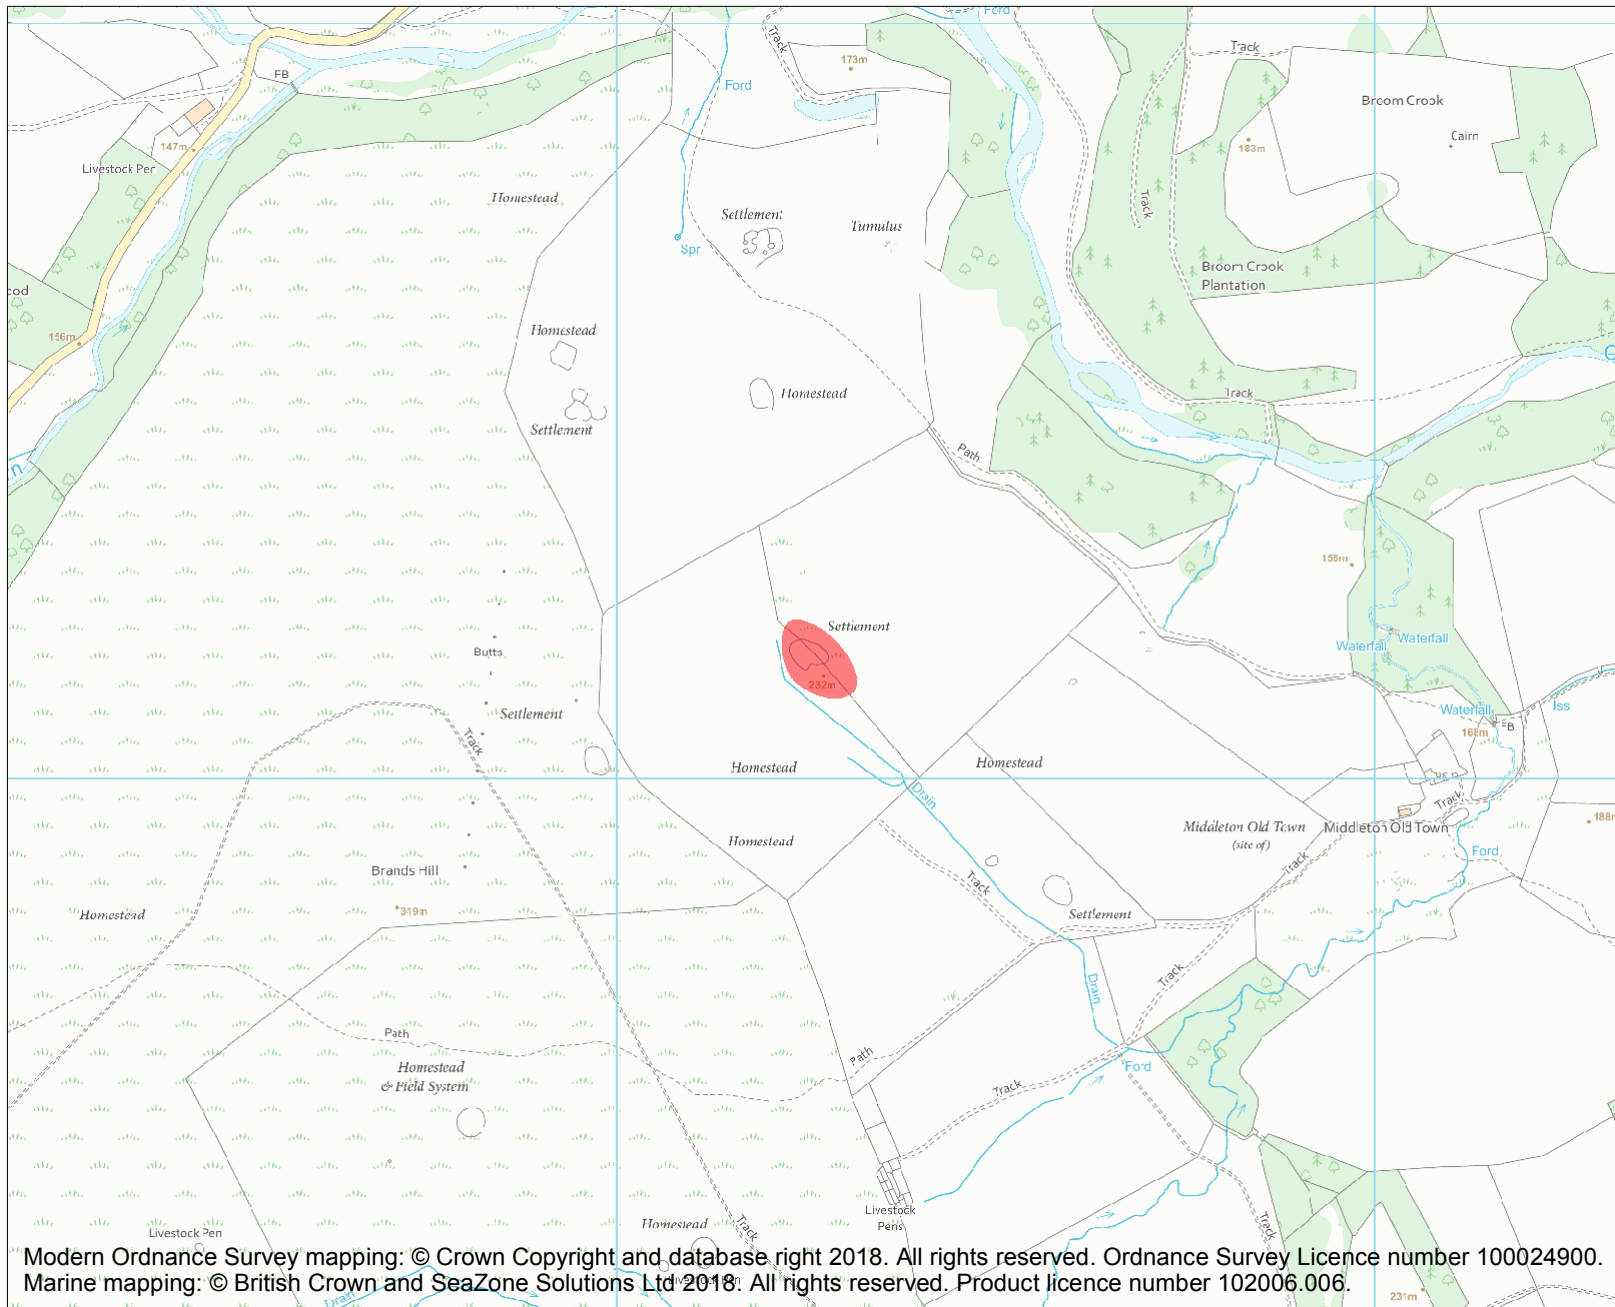 Ford
Track
FB
173m
Track
Ford
Broom Crook
Cairn
147m
183m
Livestock Pen
Homestead
Track
Settlement
Tumulus
Spr
Broom Crook
Plantation
Homestead
156m
Homestead
Track
Settlement
Path
155m
Settlement
Waterfall
Waterfall
Butts
232m
Settlement
Waterfall
Iss
168m
Track
Homestead
Homestead
Drain
Track
188m
Middleton Old Town
(site of)
Middleton Old Town
Homestead
Ford
Brands Hill
Track
Track
319m
Homestead
Settlement
Track
Drain
Path
Path
Homestead
& Field System
Ford
Track
Livestock
Pens
Homestead
Track
Track
Livestock Pen
Modern Ordnance Survey mapping: © Crown Copyright and database right 2018. All rights reserved. Ordnance Survey Licence number 100024900.
Marine mapping: © British Crown and SeaZone Solutions Ltd 2018. All rights reserved. Product licence number 102006.006.
Drain
231m